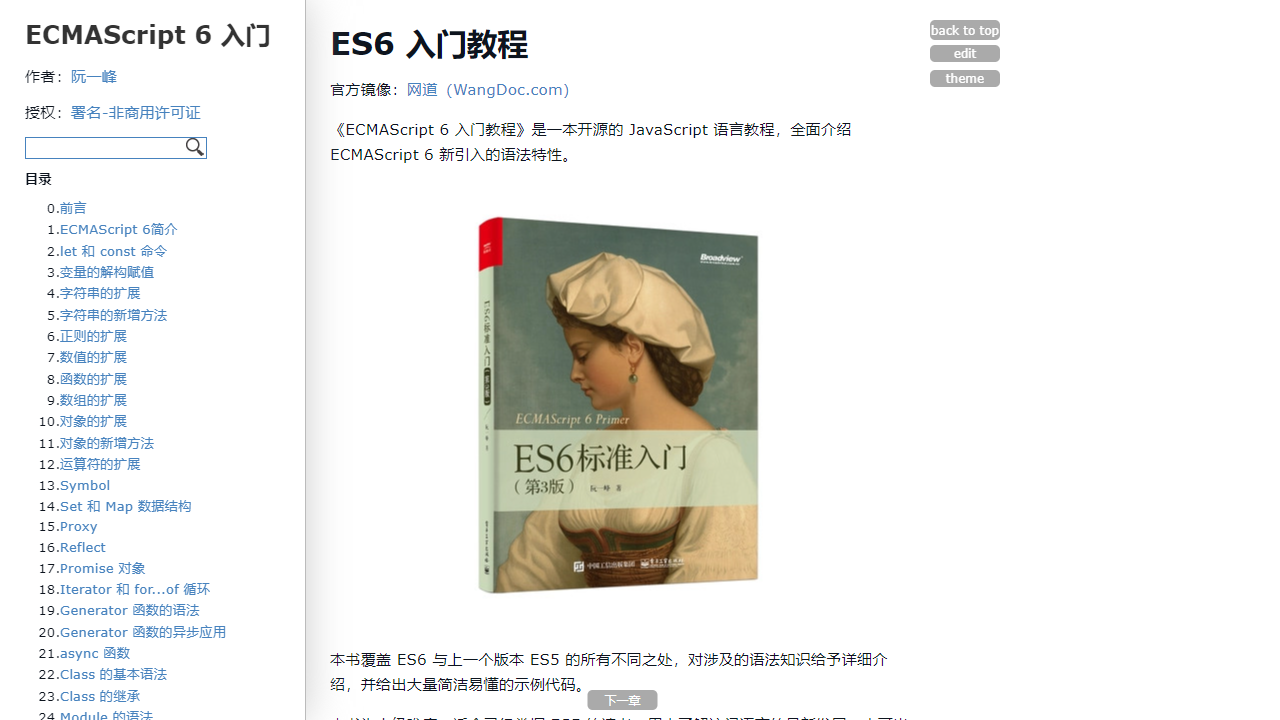 ECMAScript 6 入门
作者：阮一峰
授权：署名-非商用许可证
目录
0.前言
1.ECMAScript 6简介
2.let 和 const 命令
3.变量的解构赋值
4.字符串的扩展
5.字符串的新增方法
6.正则的扩展
7.数值的扩展
8.函数的扩展
9.数组的扩展
10.对象的扩展
11.对象的新增方法
12.运算符的扩展
13.Symbol
14.Set 和 Map 数据结构
15.Proxy
16.Reflect
17.Promise 对象
18.Iterator 和 for...of 循环
19.Generator 函数的语法
20.Generator 函数的异步应用
21.async 函数
22.Class 的基本语法
23.Class 的继承
24.Module 的语法
ES6 入门教程
官方镜像：网道（WangDoc.com）
《ECMAScript 6 入门教程》是一本开源的 JavaScript 语言教程，全面介绍
ECMAScript 6 新引入的语法特性。
Broadview
ES6标准入门（第3版）
ECMAScript 6 Primer
ES6标准入门
（第3版） 阮一峰 著
中国工信出版集团 电子工业出版社
本书覆盖 ES6 与上一个版本 ES5 的所有不同之处，对涉及的语法知识给予详细介
绍，并给出大量简洁易懂的示例代码。
下一章
back to top
edit
theme